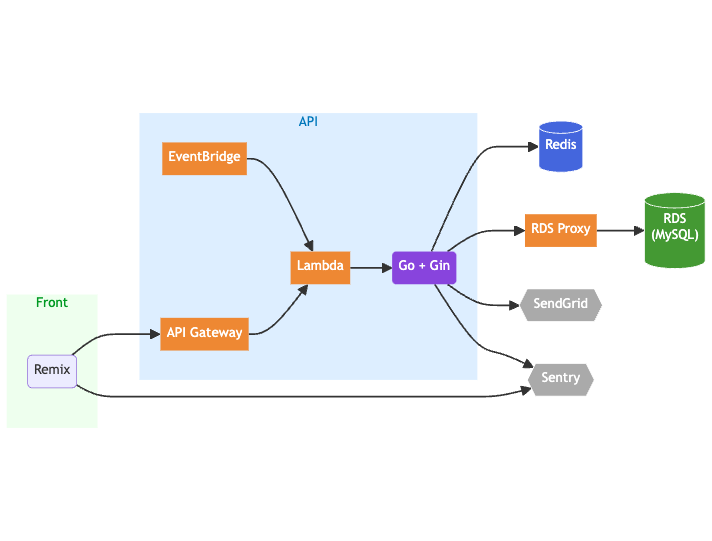 API
EventBridge
Redis
RDS Proxy
RDS
(MySQL)
Lambda
Go + Gin
SendGrid
Front
API Gateway
Remix
Sentry